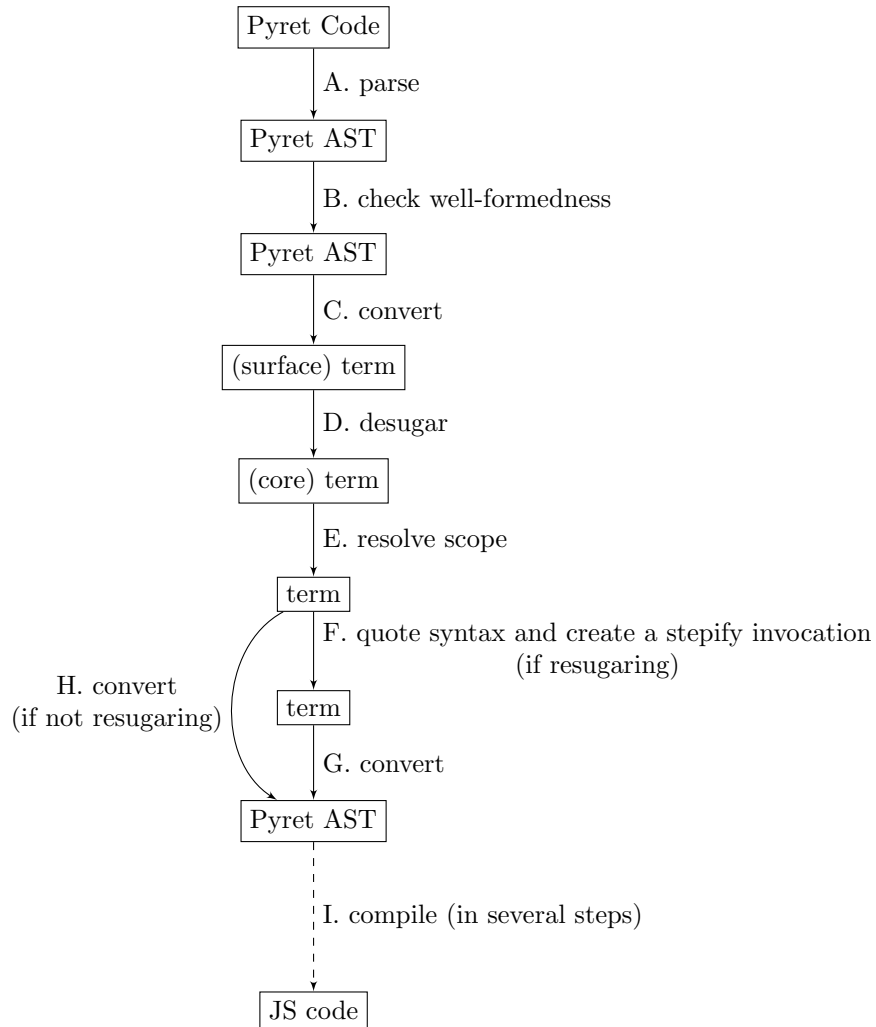 Pyret Code
A. parse
Pyret AST
B. check well-formedness
Pyret AST
C. convert
(surface) term
D. desugar
(core) term
E. resolve scope
term
F. quote syntax and create a stepify invocation
(if resugaring)
H. convert
(if not resugaring)
term
G. convert
Pyret AST
I. compile (in several steps)
JS code